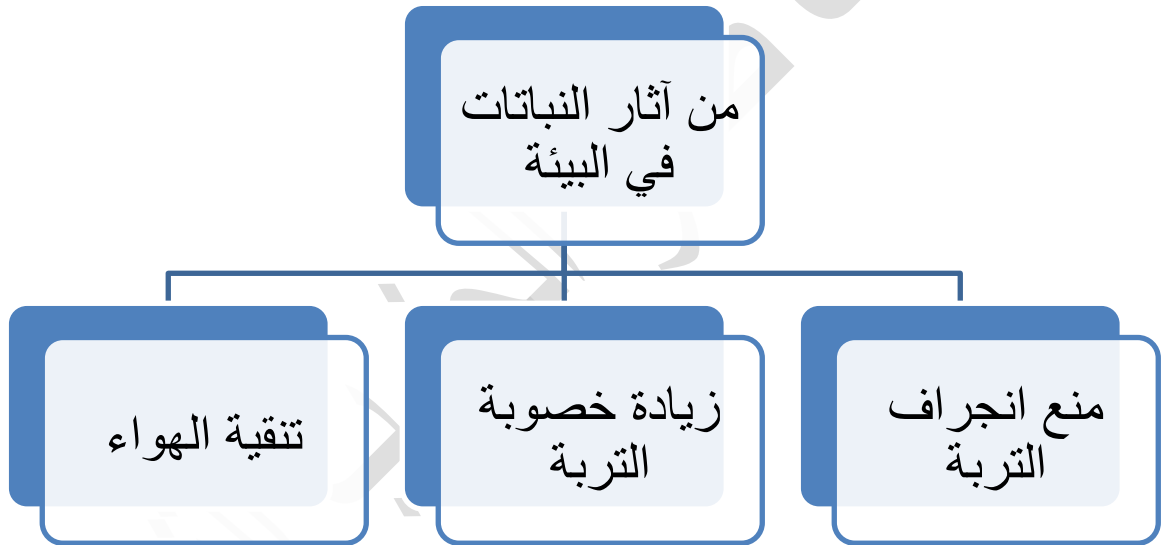 من آثار النباتات
في البيئة
منع انجراف
التربة
زيادة خصوبة
التربة
تنقية الهواء